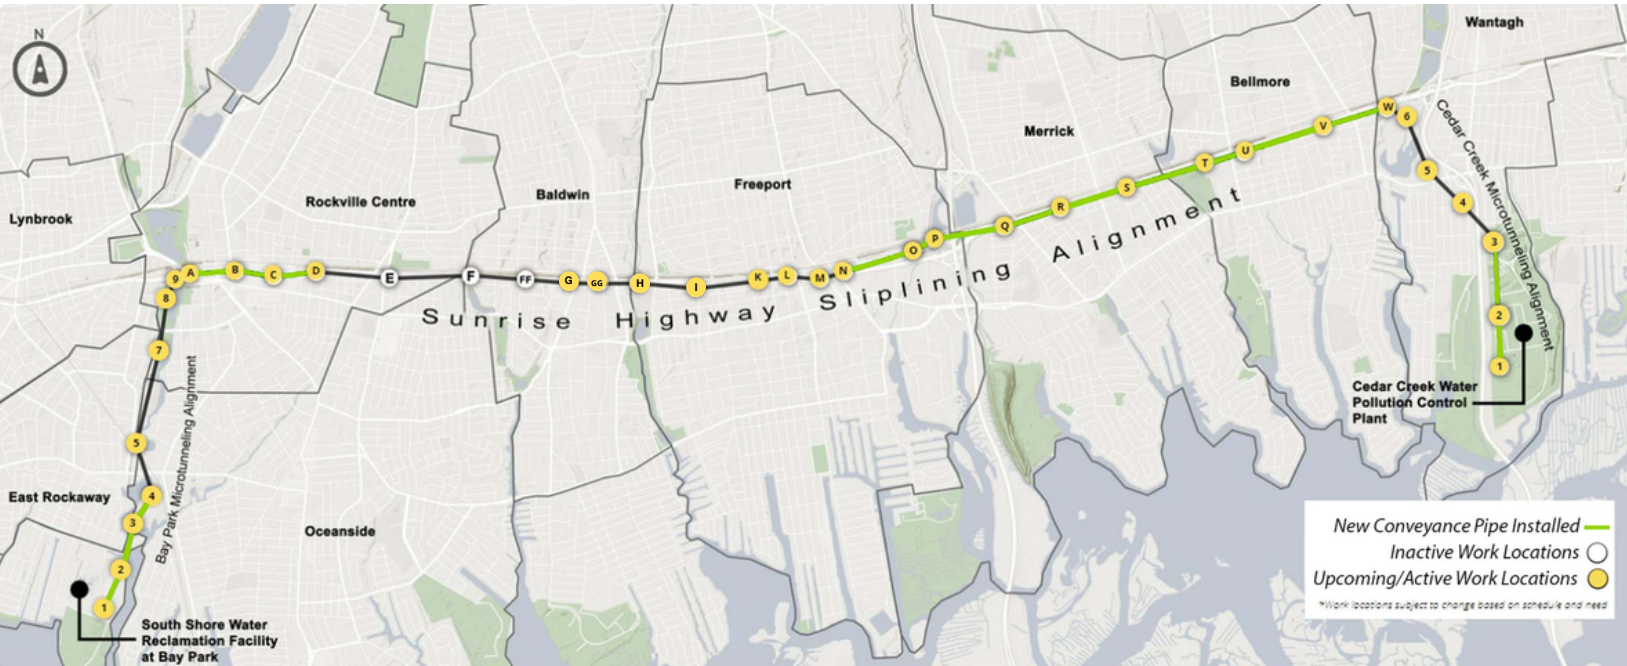 N
Wantagh
Bellmore
Merrick
Freeport
Baldwin
Rockville Centre
Lynbrook
East Rockaway
Oceanside
W
6
V
U
T
S
R
Q
P
O
N
M
L
K
I
H
GG
G
FF
F
E
D
C
B
A
9
8
7
5
4
3
2
1
5
4
3
2
1
Sunrise Highway Sliplining Alignment
Bay Park Microtunneling Alignment
Cedar Creek Microtunneling Alignment
Cedar Creek Water
Pollution Control
Plant
South Shore Water
Reclamation Facility
at Bay Park
New Conveyance Pipe Installed
Inactive Work Locations
Upcoming/Active Work Locations
*Work locations subject to change based on schedule and need